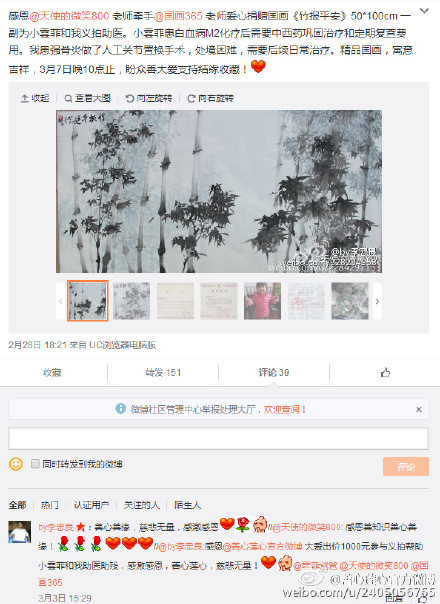 感恩@天使的微笑800 老师牵手@国画365 老师爱心捐赠国画《竹报平安》50*100cm 一
副为小霏菲和我义拍助医。小霏菲患白血病M2化疗后需要中西药巩固治疗和定期复查费
用。我患强脊炎做了人工关节置换手术，处境困难，需要后续日常治疗。精品国画，寓意
吉祥，3月7日晚10点止，盼众善大爱支持结缘收藏！
收起 查看大图 向左旋转 向右旋转
@by李忠良
2月28日 18:21 来自 UC浏览器电脑版
收藏 转发 151 评论 39
微博社区管理中心举报处理大厅，欢迎查阅！
同时转发到我的微博
评论
全部 热门 认证用户 关注的人 陌生人
by李忠良：善心善缘，慈悲无量，感激感恩//@天使的微笑800:感恩善知识善心善
缘！//@by李忠良:感恩@善心莲心官方微博 大爱出价1000元参与义拍帮助
小霏菲和我助医助残，感激感恩，善心莲心，慈悲无量！@菲菲爸爸 @天使的微笑800 @国
画365
3月3日 15:29
回复
@善心莲心官方微博
weibo.com/u/2405056755